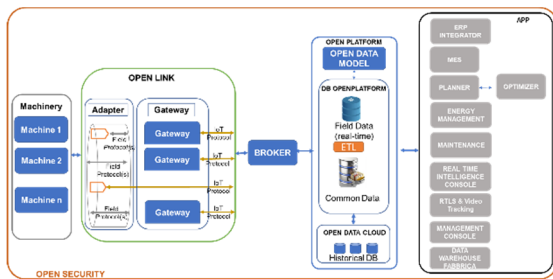 APP
OPEN PLATFORM
OPEN DATA
MODEL
ERP
INTEGRATOR
MES
PLANNER
OPTIMIZER
ENERGY
MANAGEMENT
MAINTENANCE
REAL TIME
INTELLIGENCE
CONSOLE
RTLS & Video
Tracking
MANAGEMENT
CONSOLE
DATA
WAREHOUSE
FABBRICA
OPEN LINK
Machinery
Machine 1
Machine 2
Machine n
Adapter
Field
Protocol(s)
Field
Protocol(s)
Field
Protocol(s)
Gateway
Gateway
Gateway
Gateway
IoT
Protocol
IoT
Protocol
IoT
Protocol
IoT
Protocol
BROKER
DB OPENPLATFORM
Field Data
(real-time)
ETL
Common Data
OPEN DATA CLOUD
Historical DB
OPEN SECURITY